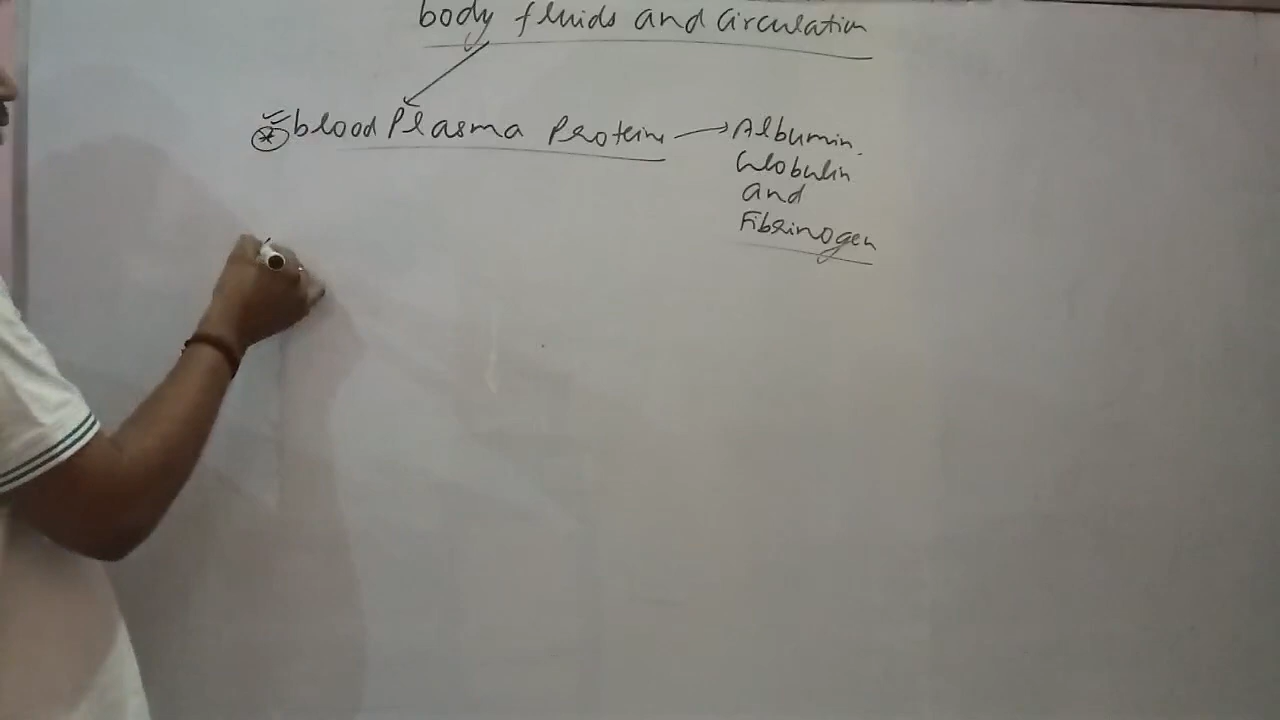 body fluids and Circulation
blood Plasma Protein → Albumin.
Globulin
and
Fibrinogen